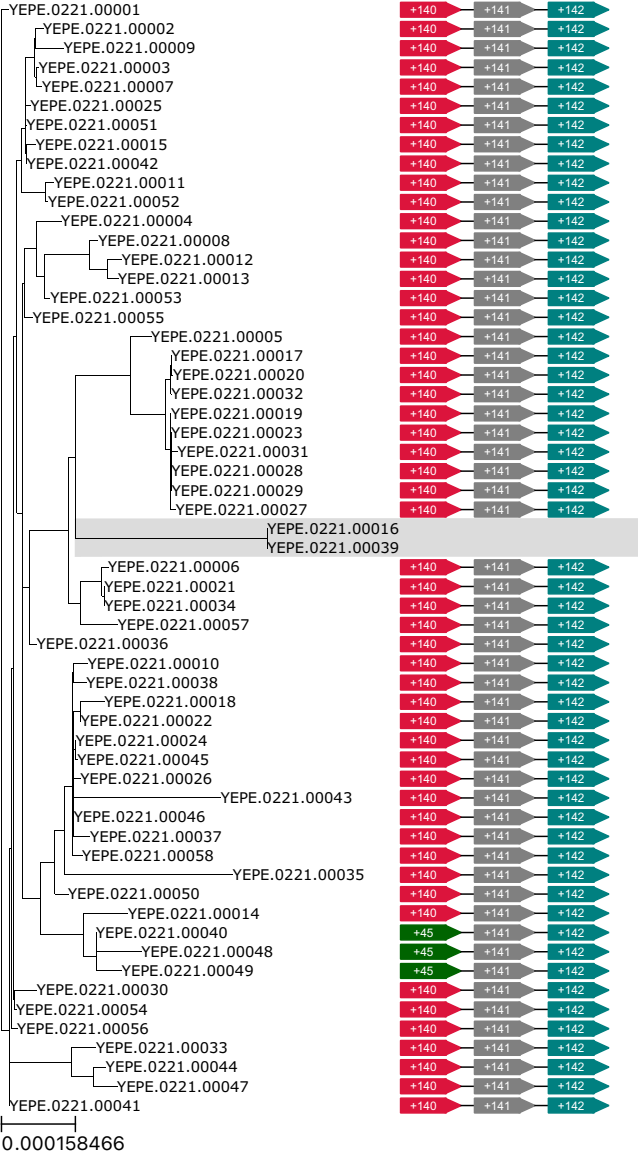 YEPE.0221.00001 +140 +141 +142
YEPE.0221.00002 +140 +141 +142
YEPE.0221.00009 +140 +141 +142
YEPE.0221.00003 +140 +141 +142
YEPE.0221.00007 +140 +141 +142
YEPE.0221.00025 +140 +141 +142
YEPE.0221.00051 +140 +141 +142
YEPE.0221.00015 +140 +141 +142
YEPE.0221.00042 +140 +141 +142
YEPE.0221.00011 +140 +141 +142
YEPE.0221.00052 +140 +141 +142
YEPE.0221.00004 +140 +141 +142
YEPE.0221.00008 +140 +141 +142
YEPE.0221.00012 +140 +141 +142
YEPE.0221.00013 +140 +141 +142
YEPE.0221.00053 +140 +141 +142
YEPE.0221.00055 +140 +141 +142
YEPE.0221.00005 +140 +141 +142
YEPE.0221.00017 +140 +141 +142
YEPE.0221.00020 +140 +141 +142
YEPE.0221.00032 +140 +141 +142
YEPE.0221.00019 +140 +141 +142
YEPE.0221.00023 +140 +141 +142
YEPE.0221.00031 +140 +141 +142
YEPE.0221.00028 +140 +141 +142
YEPE.0221.00029 +140 +141 +142
YEPE.0221.00027 +140 +141 +142
YEPE.0221.00016
YEPE.0221.00039
YEPE.0221.00006 +140 +141 +142
YEPE.0221.00021 +140 +141 +142
YEPE.0221.00034 +140 +141 +142
YEPE.0221.00057 +140 +141 +142
YEPE.0221.00036 +140 +141 +142
YEPE.0221.00010 +140 +141 +142
YEPE.0221.00038 +140 +141 +142
YEPE.0221.00018 +140 +141 +142
YEPE.0221.00022 +140 +141 +142
YEPE.0221.00024 +140 +141 +142
YEPE.0221.00045 +140 +141 +142
YEPE.0221.00026 +140 +141 +142
YEPE.0221.00043 +140 +141 +142
YEPE.0221.00046 +140 +141 +142
YEPE.0221.00037 +140 +141 +142
YEPE.0221.00058 +140 +141 +142
YEPE.0221.00035 +140 +141 +142
YEPE.0221.00050 +140 +141 +142
YEPE.0221.00014 +140 +141 +142
YEPE.0221.00040 +45 +141 +142
YEPE.0221.00048 +45 +141 +142
YEPE.0221.00049 +45 +141 +142
YEPE.0221.00030 +140 +141 +142
YEPE.0221.00054 +140 +141 +142
YEPE.0221.00056 +140 +141 +142
YEPE.0221.00033 +140 +141 +142
YEPE.0221.00044 +140 +141 +142
YEPE.0221.00047 +140 +141 +142
YEPE.0221.00041 +140 +141 +142
0.000158466